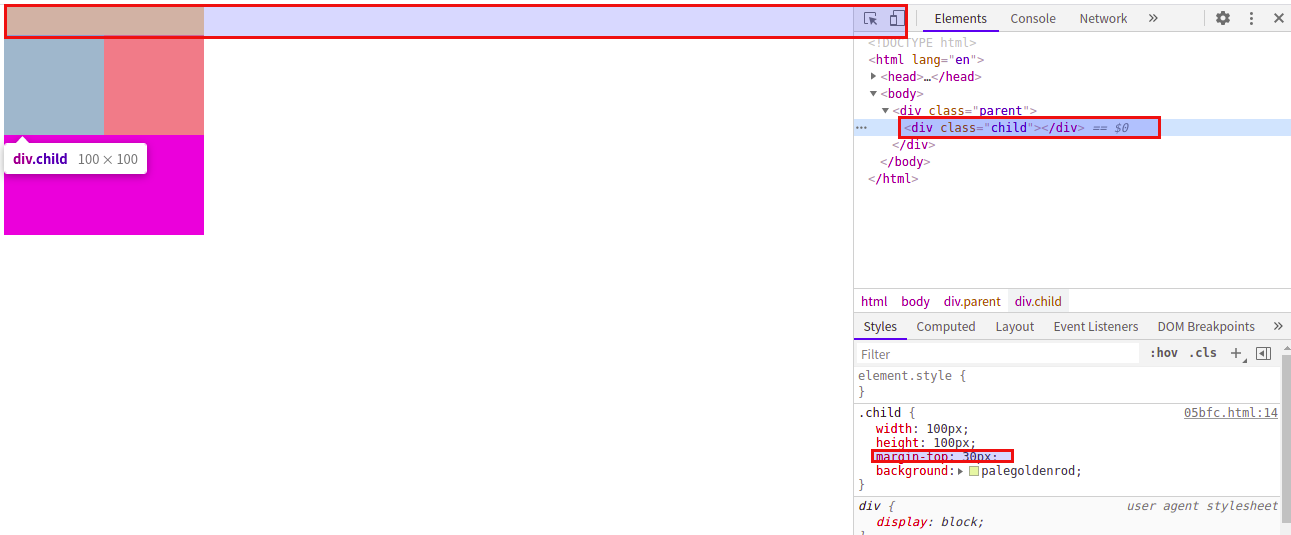 Elements Console Network »
<!DOCTYPE html>
<html lang="en">
<head>…</head>
<body>
<div class="parent">
<div class="child"></div> == $0
</div>
</body>
</html>
div.child 100 × 100
html body div.parent div.child
Styles Computed Layout Event Listeners DOM Breakpoints »
Filter :hov .cls +
element.style {
}
.child { 05bfc.html:14
width: 100px;
height: 100px;
margin-top: 30px;
background: palegoldenrod;
}
div { user agent stylesheet
display: block;
}